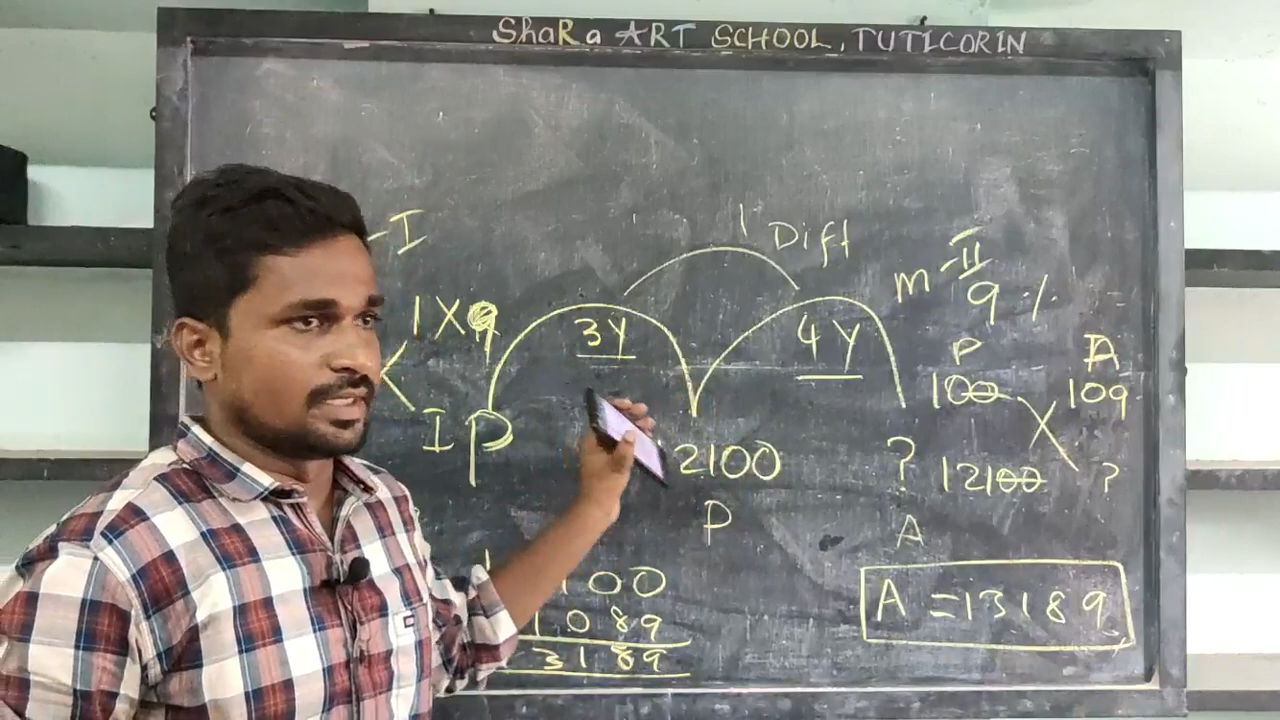 ShaRa ART SCHOOL, TUTICORIN
-I
1 Diff
m-II
1X9
3Y
4Y
9 %
P
A
100
109
IP
2100
?
12100
?
P
A
100
1089
3189
A = 13189